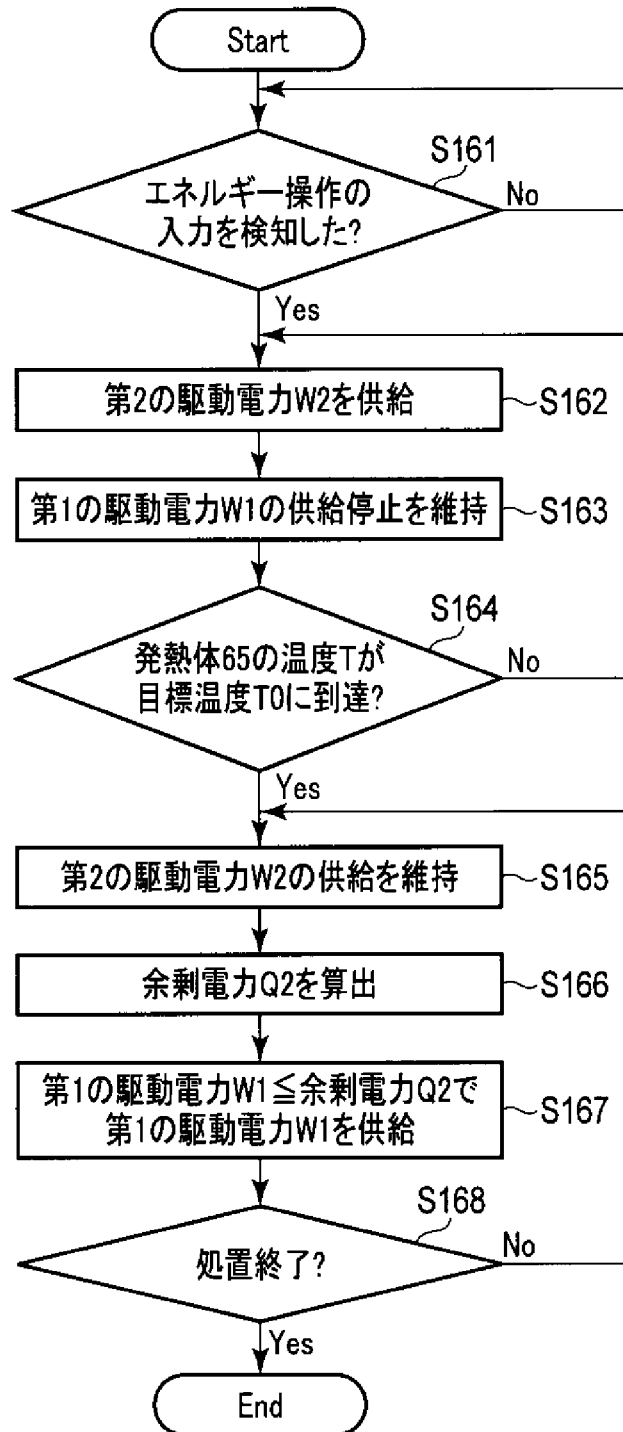 Start
S161
エネルギー操作の
入力を検知した?
No
Yes
第2の駆動電力W2を供給
S162
第1の駆動電力W1の供給停止を維持
S163
S164
発熱体65の温度Tが
目標温度T0に到達?
No
Yes
第2の駆動電力W2の供給を維持
S165
余剰電力Q2を算出
S166
第1の駆動電力W1≦余剰電力Q2で
第1の駆動電力W1を供給
S167
S168
処置終了?
No
Yes
End